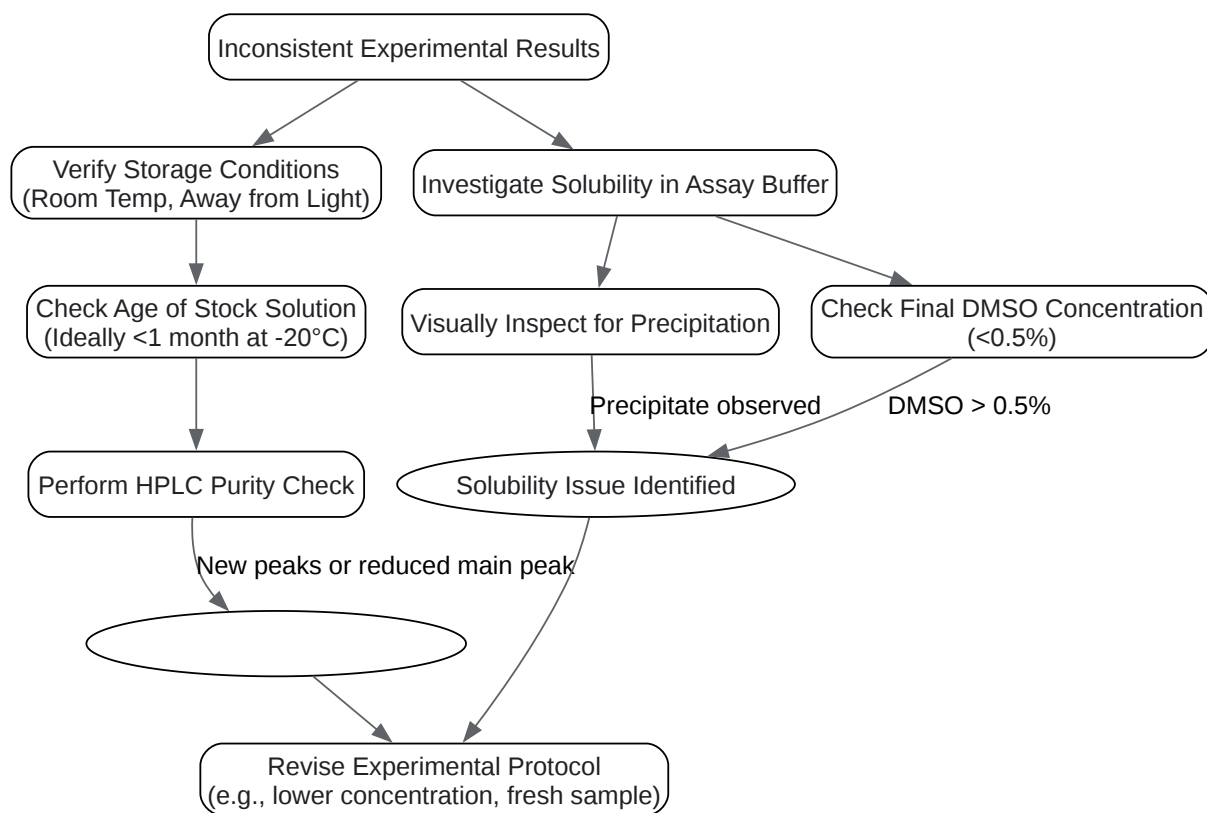 Inconsistent Experimental Results
Verify Storage Conditions
(Room Temp, Away from Light)
Investigate Solubility in Assay Buffer
Check Age of Stock Solution
(Ideally <1 month at -20°C)
Visually Inspect for Precipitation
Check Final DMSO Concentration
(<0.5%)
Precipitate observed
DMSO > 0.5%
Perform HPLC Purity Check
Solubility Issue Identified
New peaks or reduced main peak
Revise Experimental Protocol
(e.g., lower concentration, fresh sample)